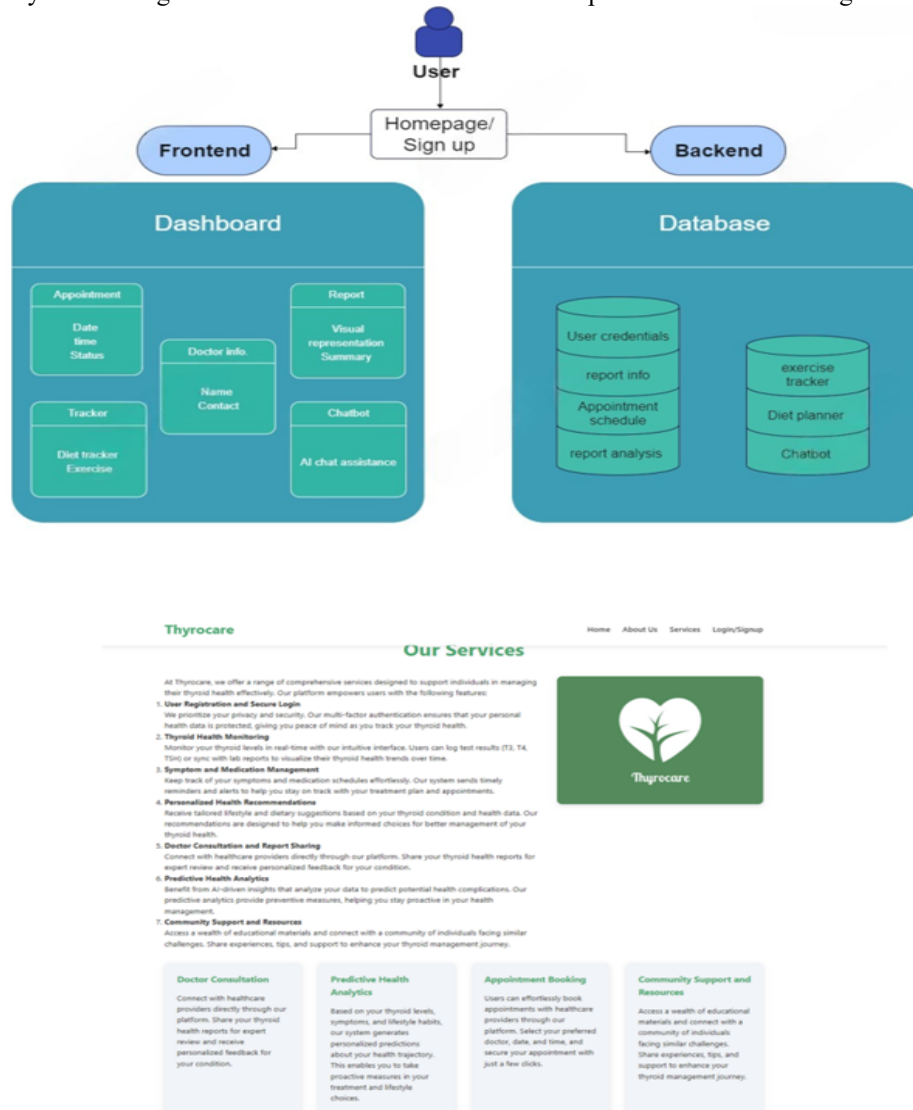 User
Homepage/
Sign up
Frontend
Backend
Dashboard
Appointment
Date
time
Status
Doctor info.
Name
Contact
Report
Visual
representation
Summary
Tracker
Diet tracker
Exercise
Chatbot
AI chat assistance
Database
User credentials
report info
Appointment
schedule
report analysis
exercise
tracker
Diet planner
Chatbot
Thyrocare
Home About Us Services Login/Signup
Our Services
At Thyrocare, we offer a range of comprehensive services designed to support individuals in managing
their thyroid health effectively. Our platform empowers users with the following features:
1. User Registration and Secure Login
We prioritize your privacy and security. Our multi-factor authentication ensures that your personal
health data is protected, giving you peace of mind as you track your thyroid health.
2. Thyroid Health Monitoring
Monitor your thyroid levels in real-time with our intuitive interface. Users can log test results (T3, T4,
TSH) or sync with lab reports to visualize their thyroid health trends over time.
3. Symptom and Medication Management
Keep track of your symptoms and medication schedules effortlessly. Our system sends timely
reminders and alerts to help you stay on track with your treatment plan and appointments.
4. Personalized Health Recommendations
Receive tailored lifestyle and dietary suggestions based on your thyroid condition and health data. Our
recommendations are designed to help you make informed choices for better management of your
thyroid health.
5. Doctor Consultation and Report Sharing
Connect with healthcare providers directly through our platform. Share your thyroid health reports for
expert review and receive personalized feedback for your condition.
6. Predictive Health Analytics
Benefit from AI-driven insights that analyze your data to predict potential health complications. Our
predictive analytics provide preventive measures, helping you stay proactive in your health
management.
7. Community Support and Resources
Access a wealth of educational materials and connect with a community of individuals facing similar
challenges. Share experiences, tips, and support to enhance your thyroid management journey.
Thyrocare
Doctor Consultation
Connect with healthcare
providers directly through our
platform. Share your thyroid
health reports for expert
review and receive
personalized feedback for
your condition.
Predictive Health
Analytics
Based on your thyroid levels,
symptoms, and lifestyle habits,
our system generates
personalized predictions
about your health trajectory.
This enables you to take
proactive measures in your
treatment and lifestyle
choices.
Appointment Booking
Users can effortlessly book
appointments with healthcare
providers through our
platform. Select your preferred
doctor, date, and time, and
secure your appointment with
just a few clicks.
Community Support and
Resources
Access a wealth of educational
materials and connect with a
community of individuals
facing similar challenges.
Share experiences, tips, and
support to enhance your
thyroid management journey.